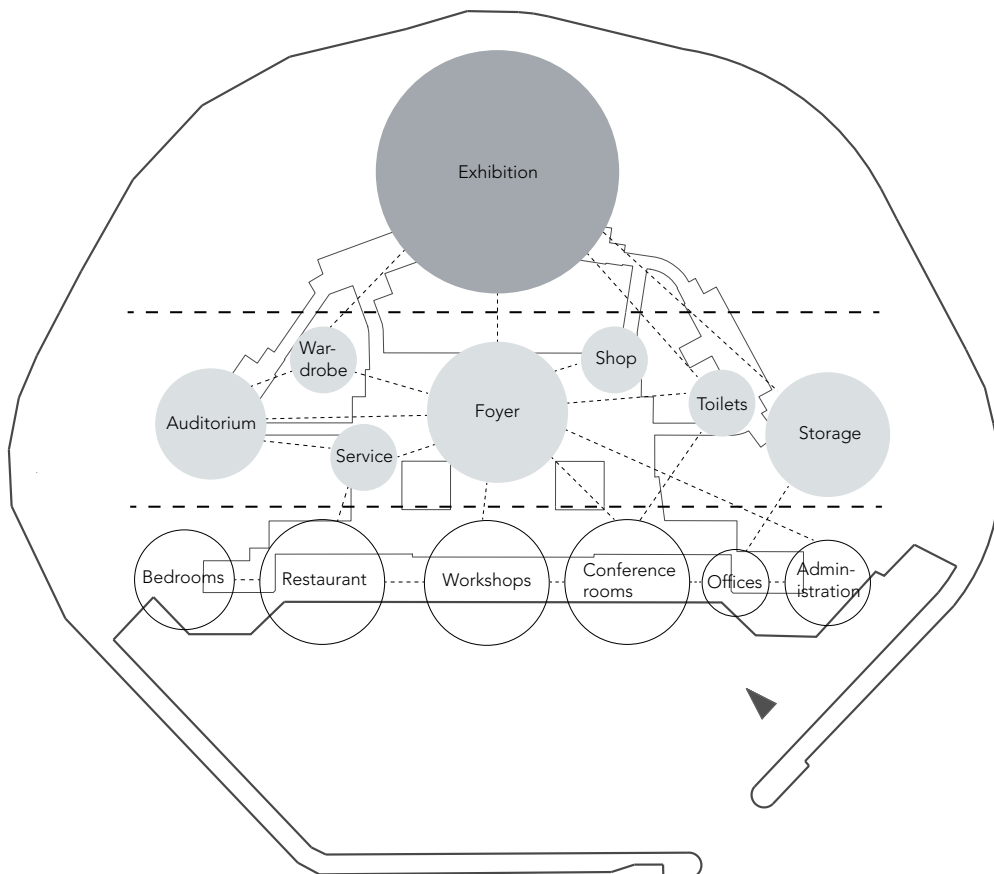 Exhibition
War-
drobe
Shop
Auditorium
Foyer
Toilets
Storage
Service
Bedrooms
Restaurant
Workshops
Conference
rooms
Offices
Admin-
istration